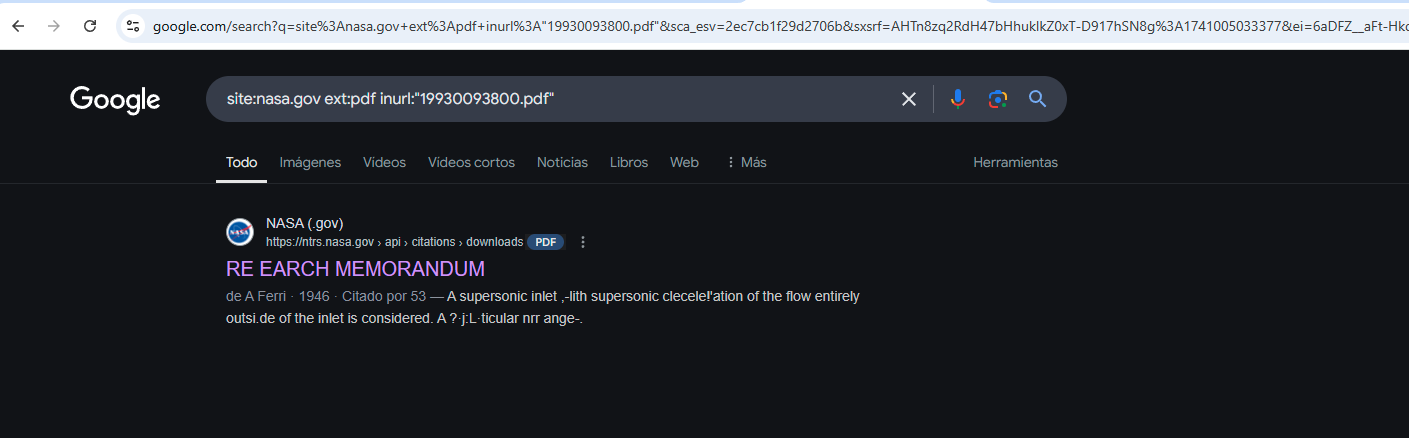 google.com/search?q=site%3Anasa.gov+ext%3Apdf+inurl%3A"19930093800.pdf"&sca_esv=2ec7cb1f29d2706b&sxsrf=AHTn8zq2RdH47bHhuklkZ0xT-D917hSN8g%3A1741005033377&ei=6aDFZ__aFt-Hkc
Google
site:nasa.gov ext:pdf inurl:"19930093800.pdf"
Todo Imágenes Videos Videos cortos Noticias Libros Web Más Herramientas
NASA
NASA (.gov)
https://ntrs.nasa.gov › api › citations › downloads PDF
RE EARCH MEMORANDUM
de A Ferri · 1946 · Citado por 53 — A supersonic inlet ,-lith supersonic clecelel'ation of the flow entirely
outsi.de of the inlet is considered. A ?·j:L·ticular nrr ange-.